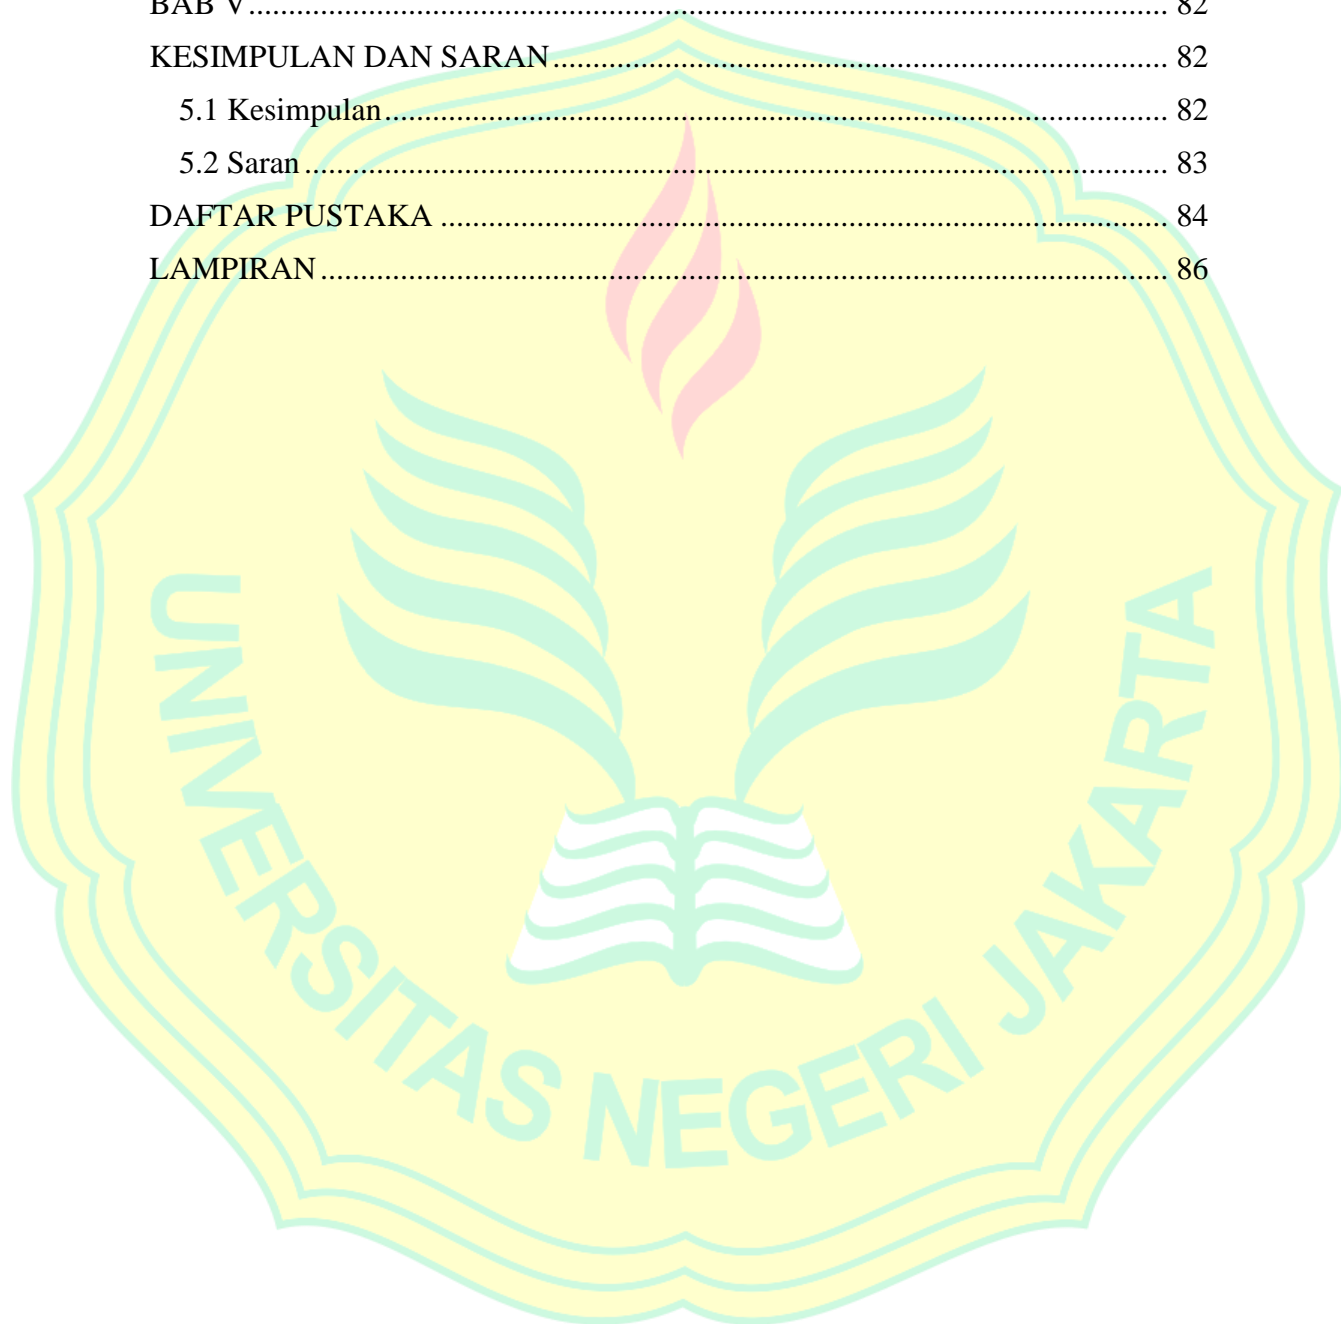 BAB V........................................................................................................................ 82
KESIMPULAN DAN SARAN............................................................................... 82
5.1 Kesimpulan.................................................................................................... 82
5.2 Saran.............................................................................................................. 83
DAFTAR PUSTAKA ............................................................................................. 84
LAMPIRAN............................................................................................................. 86
UNIVERSITAS NEGERI JAKARTA